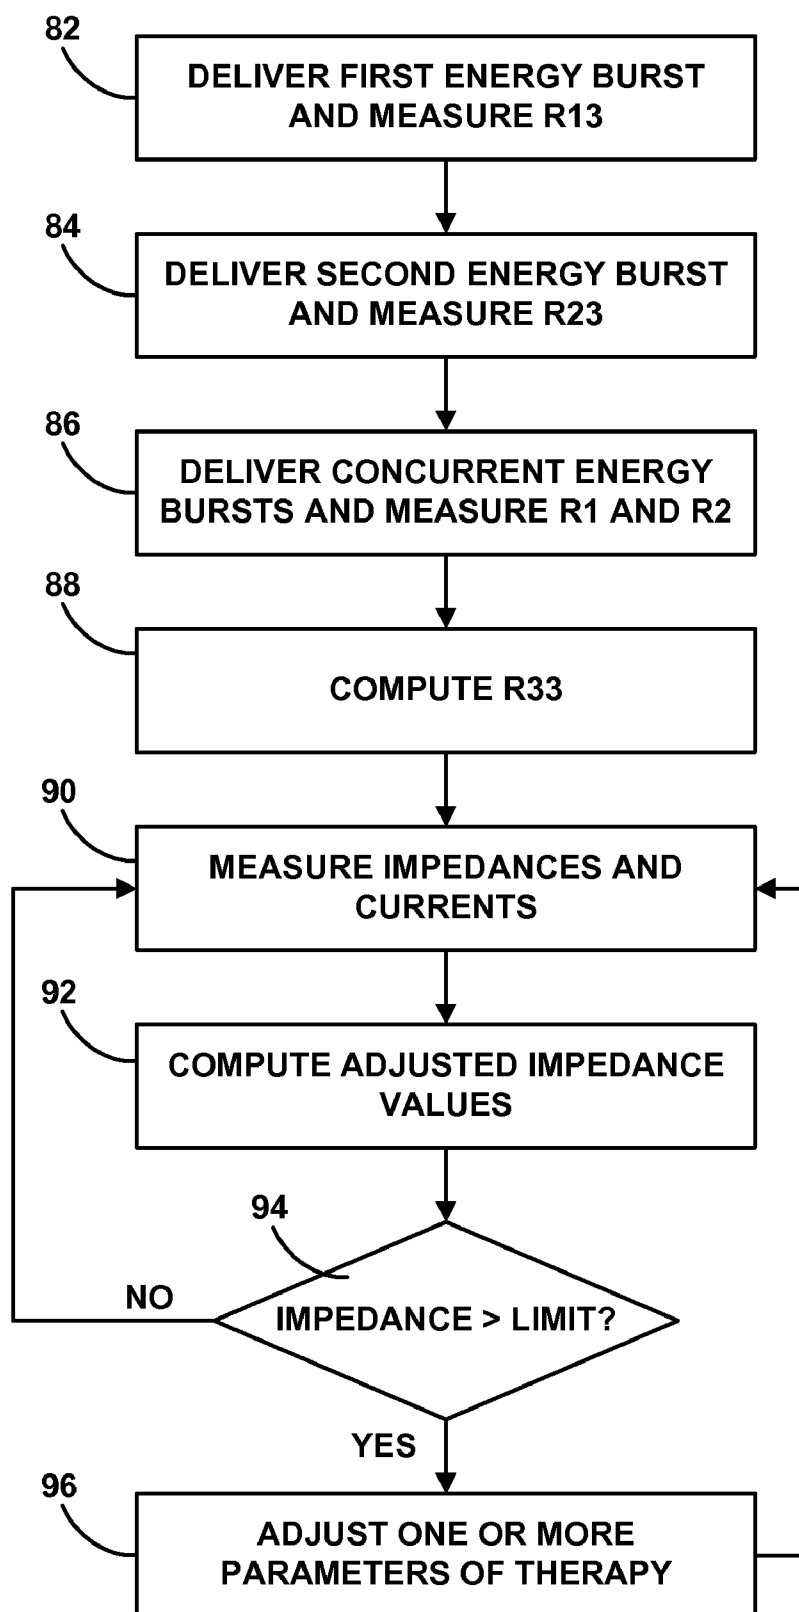 82
DELIVER FIRST ENERGY BURST
AND MEASURE R13
84
DELIVER SECOND ENERGY BURST
AND MEASURE R23
86
DELIVER CONCURRENT ENERGY
BURSTS AND MEASURE R1 AND R2
88
COMPUTE R33
90
MEASURE IMPEDANCES AND
CURRENTS
92
COMPUTE ADJUSTED IMPEDANCE
VALUES
94
NO
IMPEDANCE > LIMIT?
YES
96
ADJUST ONE OR MORE
PARAMETERS OF THERAPY